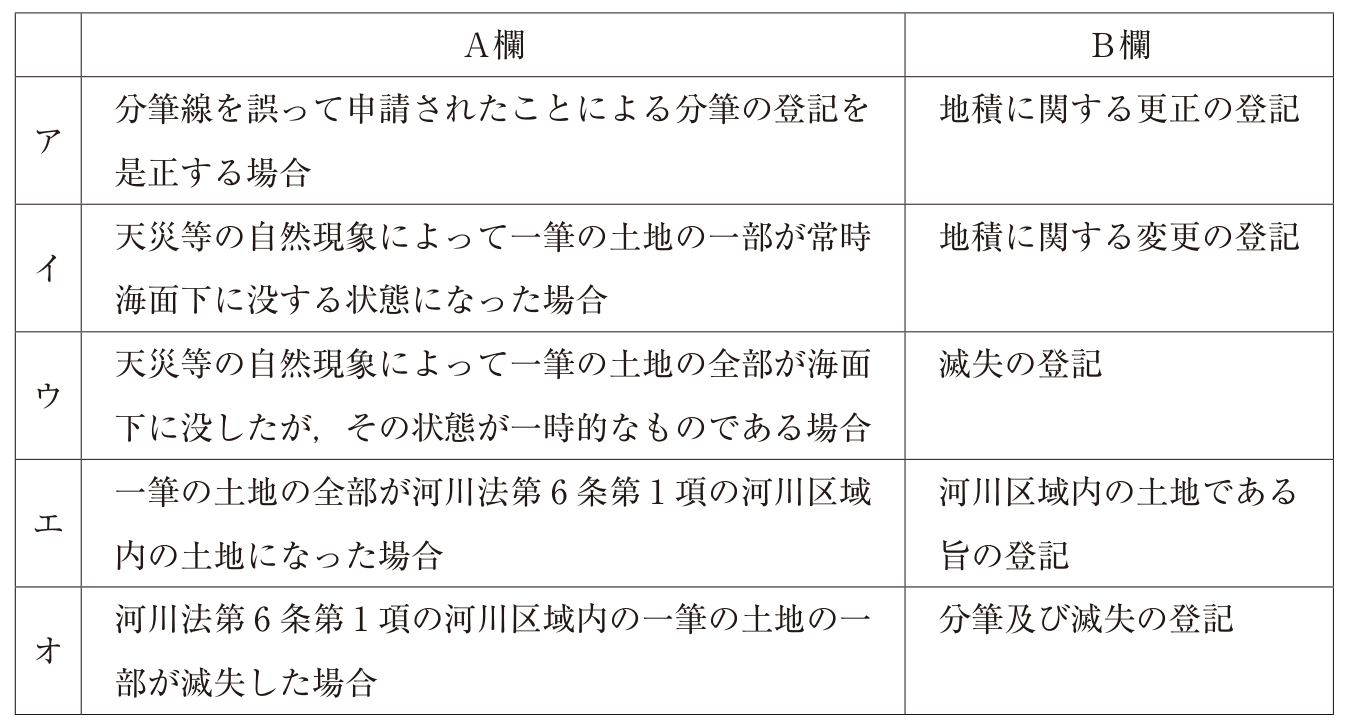 A欄 B欄
ア 分筆線を誤って申請されたことによる分筆の登記を 地積に関する更正の登記
是正する場合
イ 天災等の自然現象によって一筆の土地の一部が常時 地積に関する変更の登記
海面下に没する状態になった場合
ウ 天災等の自然現象によって一筆の土地の全部が海面 滅失の登記
下に没したが，その状態が一時的なものである場合
エ 一筆の土地の全部が河川法第6条第1項の河川区域 河川区域内の土地である
内の土地になった場合 旨の登記
オ 河川法第6条第1項の河川区域内の一筆の土地の一 分筆及び滅失の登記
部が滅失した場合